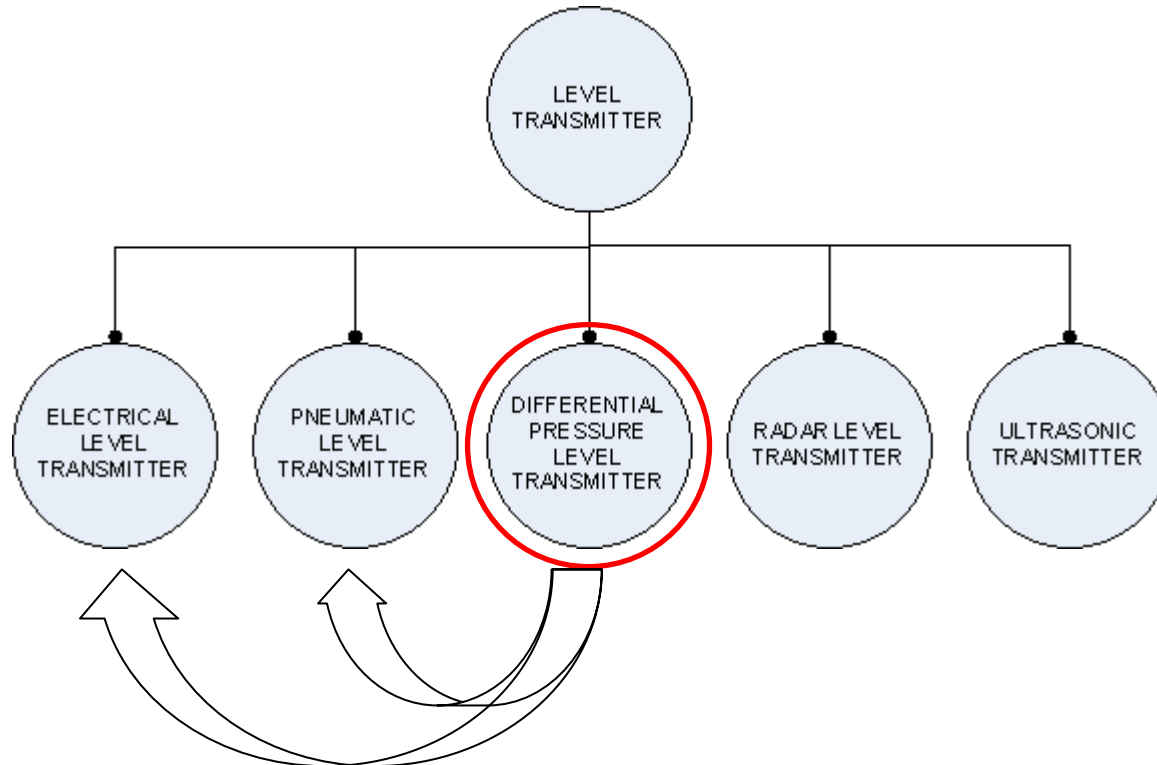 LEVEL
TRANSMITTER
ELECTRICAL
LEVEL
TRANSMITTER
PNEUMATIC
LEVEL
TRANSMITTER
DIFFERENTIAL
PRESSURE
LEVEL
TRANSMITTER
RADAR LEVEL
TRANSMITTER
ULTRASONIC
TRANSMITTER